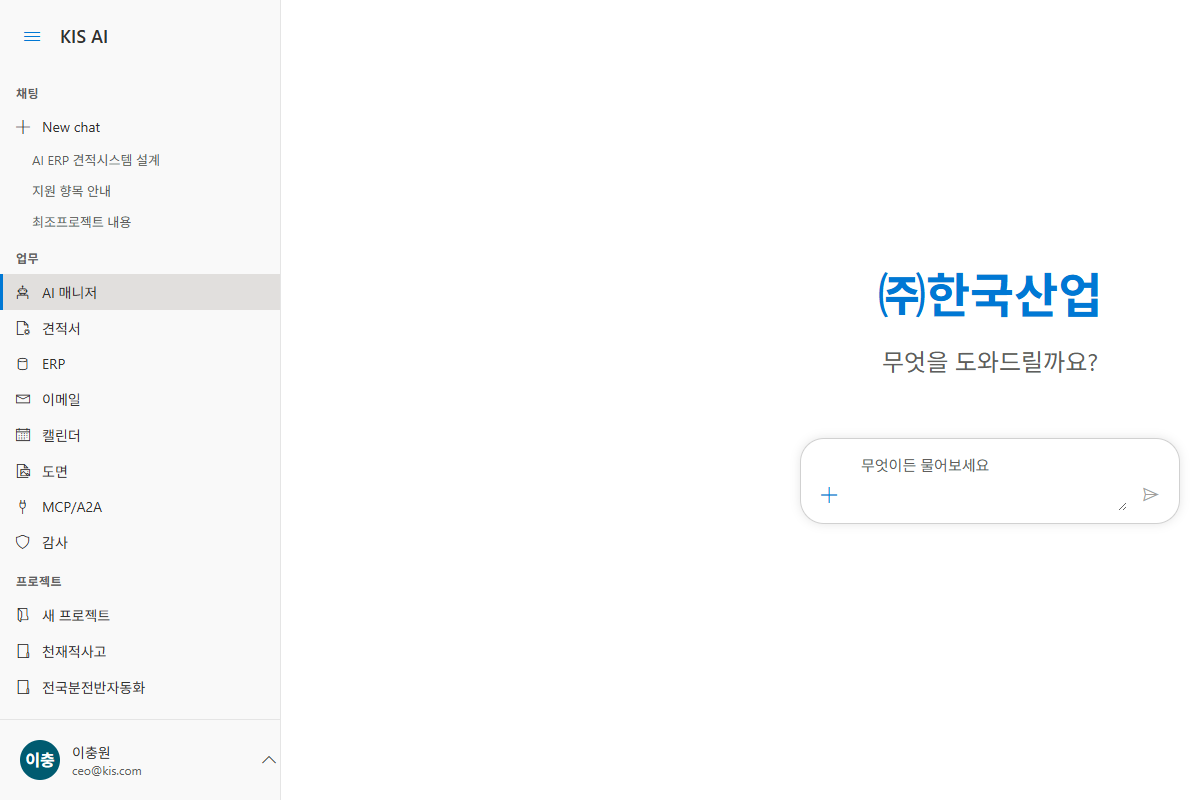 KIS AI
채팅
New chat
AI ERP 견적시스템 설계
지원 항목 안내
최조프로젝트 내용
업무
AI 매니저
견적서
ERP
이메일
캘린더
도면
MCP/A2A
감사
프로젝트
새 프로젝트
천재적사고
전국분전반자동화
이충
이충원
ceo@kis.com
㈜한국산업
무엇을 도와드릴까요?
무엇이든 물어보세요